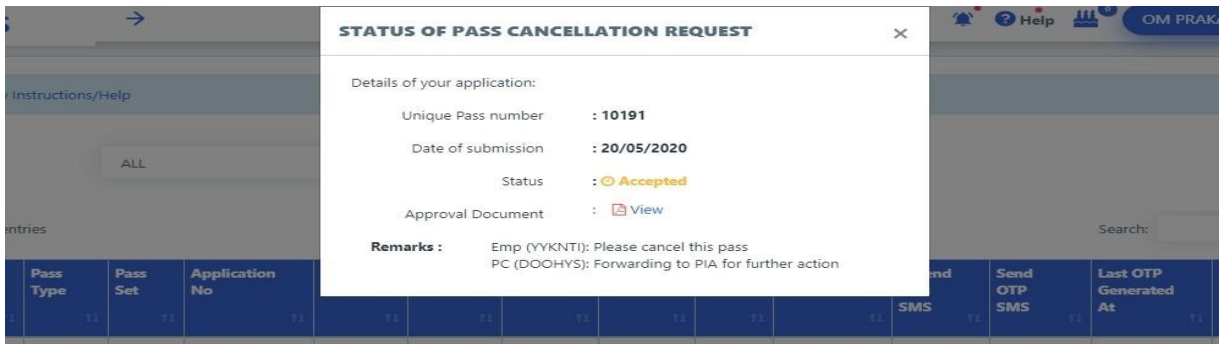 →
STATUS OF PASS CANCELLATION REQUEST ×
Help
OM PRAK
Details of your application:
Instructions/Help
Unique Pass number : 10191
Date of submission : 20/05/2020
ALL
Status : Accepted
Approval Document : View
entries
Search:
Remarks : Emp (YYKNTI): Please cancel this pass
PC (DOOHYS): Forwarding to PIA for further action
Pass Type
Pass Set
Application No
nd SMS
Send OTP SMS
Last OTP Generated At